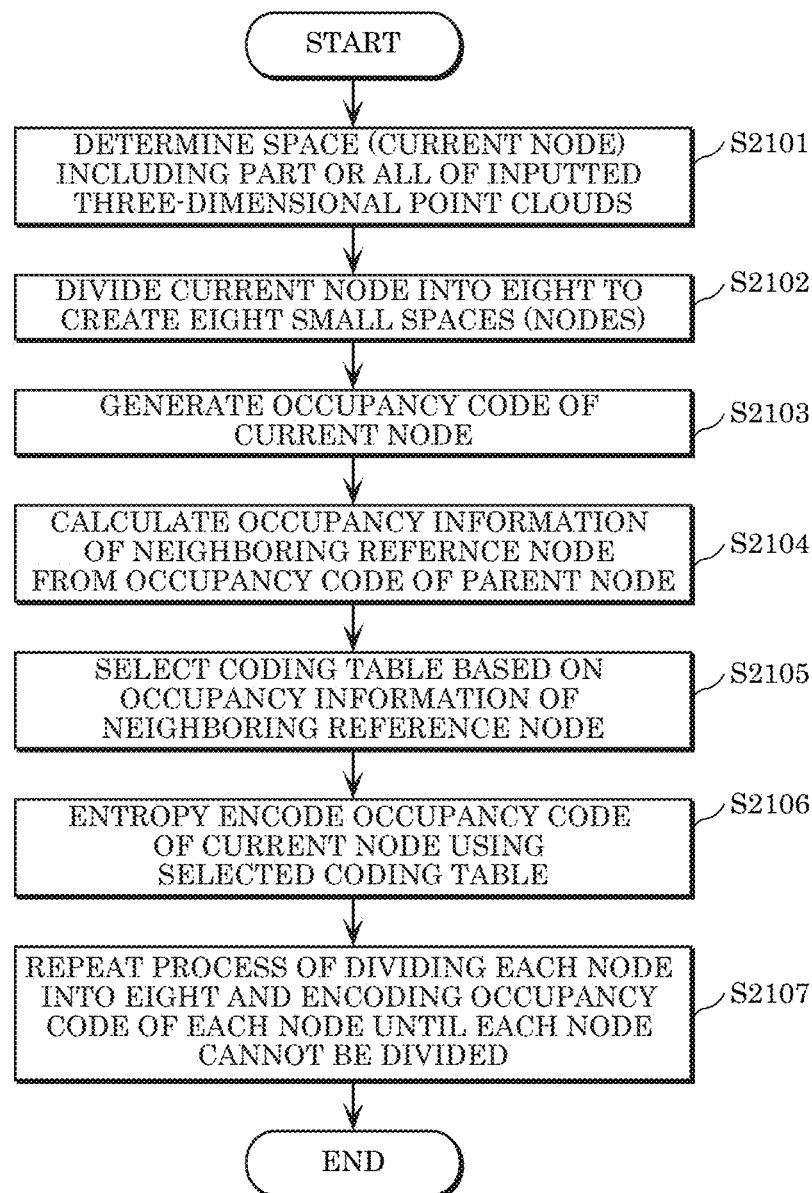 START
DETERMINE SPACE (CURRENT NODE)
INCLUDING PART OR ALL OF INPUTTED
THREE-DIMENSIONAL POINT CLOUDS
S2101
DIVIDE CURRENT NODE INTO EIGHT TO
CREATE EIGHT SMALL SPACES (NODES)
S2102
GENERATE OCCUPANCY CODE OF
CURRENT NODE
S2103
CALCULATE OCCUPANCY INFORMATION
OF NEIGHBORING REFERNCE NODE
FROM OCCUPANCY CODE OF PARENT NODE
S2104
SELECT CODING TABLE BASED ON
OCCUPANCY INFORMATION OF
NEIGHBORING REFERENCE NODE
S2105
ENTROPY ENCODE OCCUPANCY CODE
OF CURRENT NODE USING
SELECTED CODING TABLE
S2106
REPEAT PROCESS OF DIVIDING EACH NODE
INTO EIGHT AND ENCODING OCCUPANCY
CODE OF EACH NODE UNTIL EACH NODE
CANNOT BE DIVIDED
S2107
END